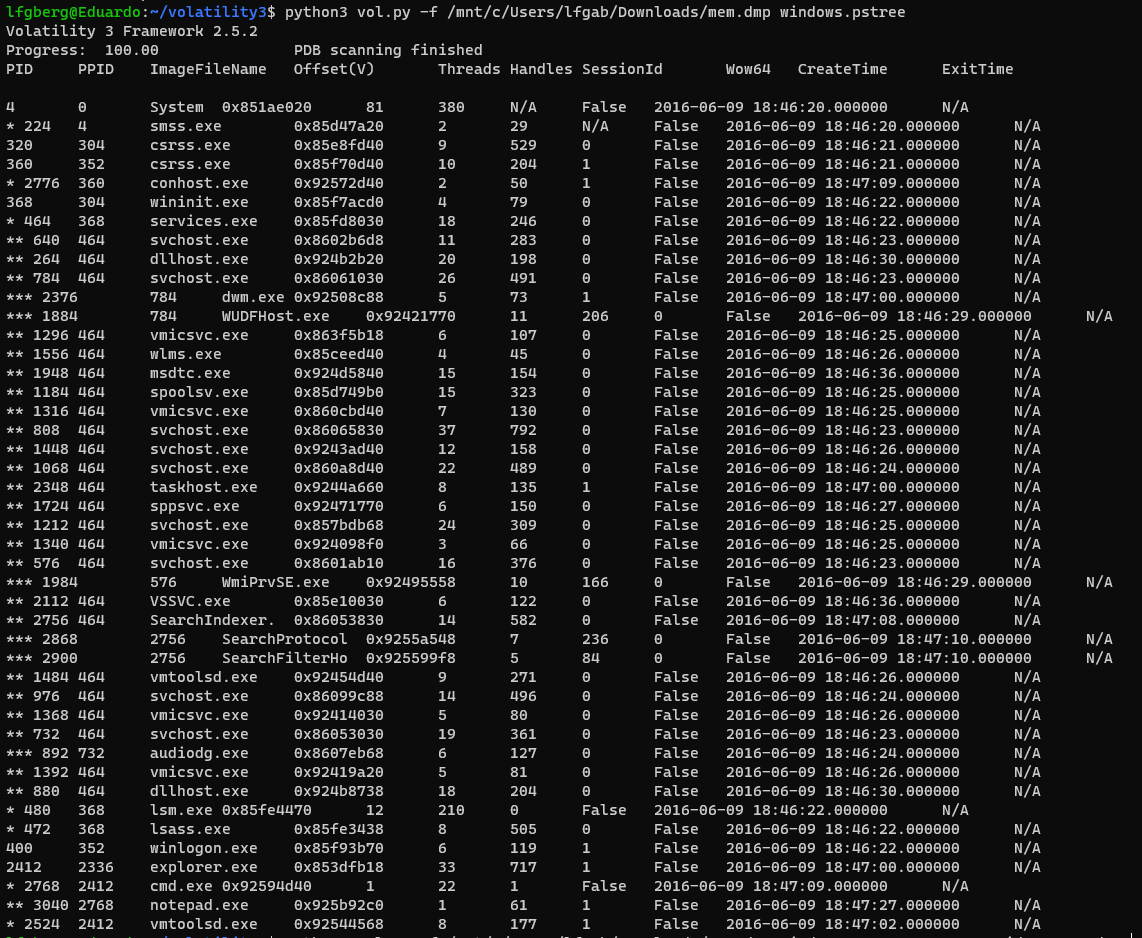 lfgberg@Eduardo:~/volatility3$ python3 vol.py -f /mnt/c/Users/lfgab/Downloads/mem.dmp windows.pstree
Volatility 3 Framework 2.5.2
Progress:  100.00               PDB scanning finished
PID     PPID    ImageFileName   Offset(V)       Threads Handles SessionId       Wow64   CreateTime      ExitTime
4       0       System  0x851ae020      81      380     N/A     False   2016-06-09 18:46:20.000000      N/A
* 224   4       smss.exe        0x85d47a20      2       29      N/A     False   2016-06-09 18:46:20.000000      N/A
320     304     csrss.exe       0x85e8fd40      9       529     0       False   2016-06-09 18:46:21.000000      N/A
360     352     csrss.exe       0x85f70d40      10      204     1       False   2016-06-09 18:46:21.000000      N/A
* 2776  360     conhost.exe     0x92572d40      2       50      1       False   2016-06-09 18:47:09.000000      N/A
368     304     wininit.exe     0x85f7acd0      4       79      0       False   2016-06-09 18:46:22.000000      N/A
* 464   368     services.exe    0x85fd8030      18      246     0       False   2016-06-09 18:46:22.000000      N/A
** 640  464     svchost.exe     0x8602b6d8      11      283     0       False   2016-06-09 18:46:23.000000      N/A
** 264  464     dllhost.exe     0x924b2b20      20      198     0       False   2016-06-09 18:46:30.000000      N/A
** 784  464     svchost.exe     0x86061030      26      491     0       False   2016-06-09 18:46:23.000000      N/A
*** 2376        784     dwm.exe 0x92508c88      5       73      1       False   2016-06-09 18:47:00.000000      N/A
*** 1884        784     WUDFHost.exe    0x92421770      11      206     0       False   2016-06-09 18:46:29.000000      N/A
** 1296 464     vmicsvc.exe     0x863f5b18      6       107     0       False   2016-06-09 18:46:25.000000      N/A
** 1556 464     wlms.exe        0x85ceed40      4       45      0       False   2016-06-09 18:46:26.000000      N/A
** 1948 464     msdtc.exe       0x924d5840      15      154     0       False   2016-06-09 18:46:36.000000      N/A
** 1184 464     spoolsv.exe     0x85d749b0      15      323     0       False   2016-06-09 18:46:25.000000      N/A
** 1316 464     vmicsvc.exe     0x860cbd40      7       130     0       False   2016-06-09 18:46:25.000000      N/A
** 808  464     svchost.exe     0x86065830      37      792     0       False   2016-06-09 18:46:23.000000      N/A
** 1448 464     svchost.exe     0x9243ad40      12      158     0       False   2016-06-09 18:46:26.000000      N/A
** 1068 464     svchost.exe     0x860a8d40      22      489     0       False   2016-06-09 18:46:24.000000      N/A
** 2348 464     taskhost.exe    0x9244a660      8       135     1       False   2016-06-09 18:47:00.000000      N/A
** 1724 464     sppsvc.exe      0x92471770      6       150     0       False   2016-06-09 18:46:27.000000      N/A
** 1212 464     svchost.exe     0x857bdb68      24      309     0       False   2016-06-09 18:46:25.000000      N/A
** 1340 464     vmicsvc.exe     0x924098f0      3       66      0       False   2016-06-09 18:46:25.000000      N/A
** 576  464     svchost.exe     0x8601ab10      16      376     0       False   2016-06-09 18:46:23.000000      N/A
*** 1984        576     WmiPrvSE.exe    0x92495558      10      166     0       False   2016-06-09 18:46:29.000000      N/A
** 2112 464     VSSVC.exe       0x85e10030      6       122     0       False   2016-06-09 18:46:36.000000      N/A
** 2756 464     SearchIndexer.  0x86053830      14      582     0       False   2016-06-09 18:47:08.000000      N/A
*** 2868        2756    SearchProtocol  0x9255a548      7       236     0       False   2016-06-09 18:47:10.000000      N/A
*** 2900        2756    SearchFilterHo  0x925599f8      5       84      0       False   2016-06-09 18:47:10.000000      N/A
** 1484 464     vmtoolsd.exe    0x92454d40      9       271     0       False   2016-06-09 18:46:26.000000      N/A
** 976  464     svchost.exe     0x86099c88      14      496     0       False   2016-06-09 18:46:24.000000      N/A
** 1368 464     vmicsvc.exe     0x92414030      5       80      0       False   2016-06-09 18:46:26.000000      N/A
** 732  464     svchost.exe     0x86053030      19      361     0       False   2016-06-09 18:46:23.000000      N/A
*** 892 732     audiodg.exe     0x8607eb68      6       127     0       False   2016-06-09 18:46:24.000000      N/A
** 1392 464     vmicsvc.exe     0x92419a20      5       81      0       False   2016-06-09 18:46:26.000000      N/A
** 880  464     dllhost.exe     0x924b8738      18      204     0       False   2016-06-09 18:46:30.000000      N/A
* 480   368     lsm.exe 0x85fe4470      12      210     0       False   2016-06-09 18:46:22.000000      N/A
* 472   368     lsass.exe       0x85fe3438      8       505     0       False   2016-06-09 18:46:22.000000      N/A
400     352     winlogon.exe    0x85f93b70      6       119     1       False   2016-06-09 18:46:22.000000      N/A
2412    2336    explorer.exe    0x853dfb18      33      717     1       False   2016-06-09 18:47:00.000000      N/A
* 2768  2412    cmd.exe 0x92594d40      1       22      1       False   2016-06-09 18:47:09.000000      N/A
** 3040 2768    notepad.exe     0x925b92c0      1       61      1       False   2016-06-09 18:47:27.000000      N/A
* 2524  2412    vmtoolsd.exe    0x92544568      8       177     1       False   2016-06-09 18:47:02.000000      N/A